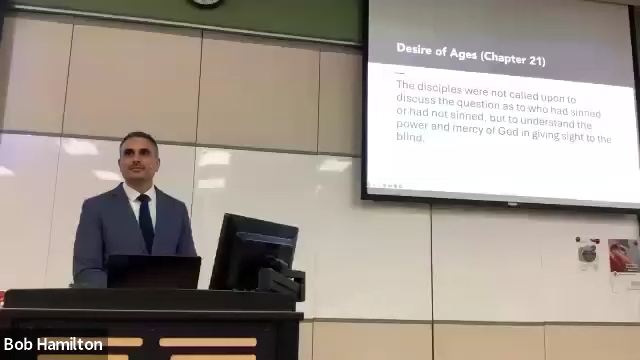 Desire of Ages (Chapter 21)
The disciples were not called upon to
discuss the question as to who had sinned
or had not sinned, but to understand the
power and mercy of God in giving sight to the
blind.
Bob Hamilton